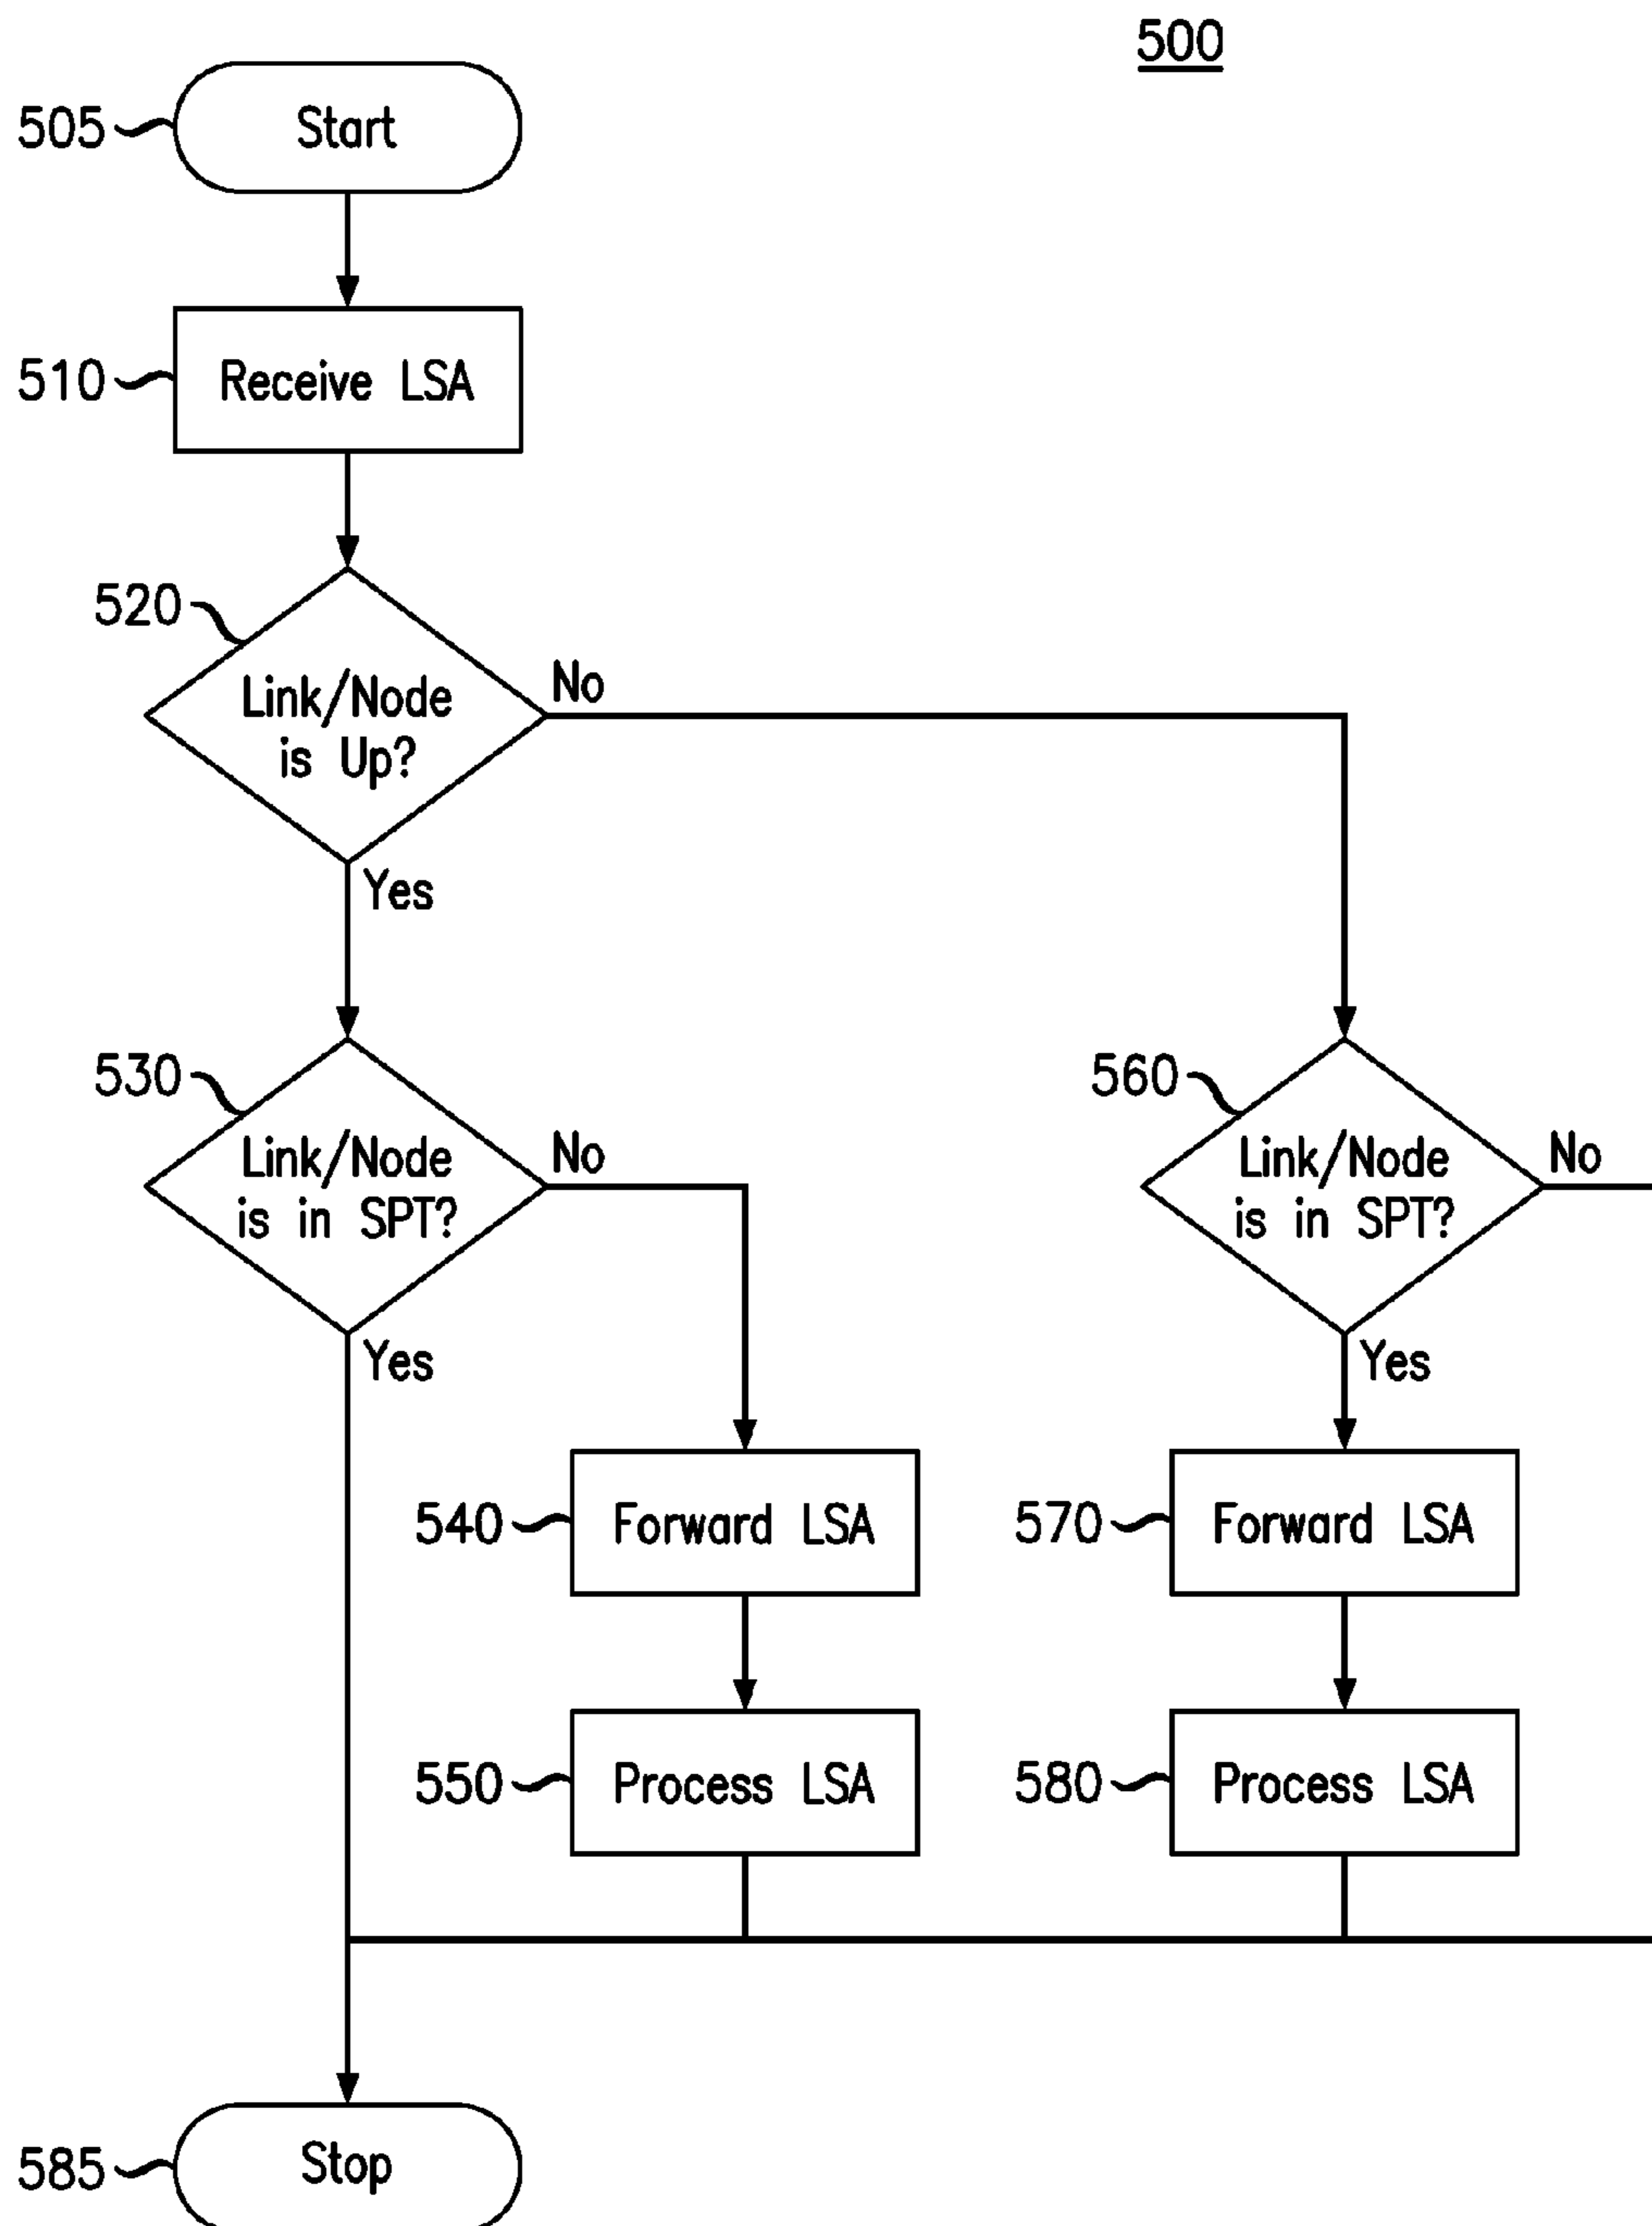 500
505
Start
510
Receive LSA
520
Link/Node
is Up?
No
Yes
530
Link/Node
is in SPT?
No
Yes
560
Link/Node
is in SPT?
No
Yes
540
Forward LSA
570
Forward LSA
550
Process LSA
580
Process LSA
585
Stop